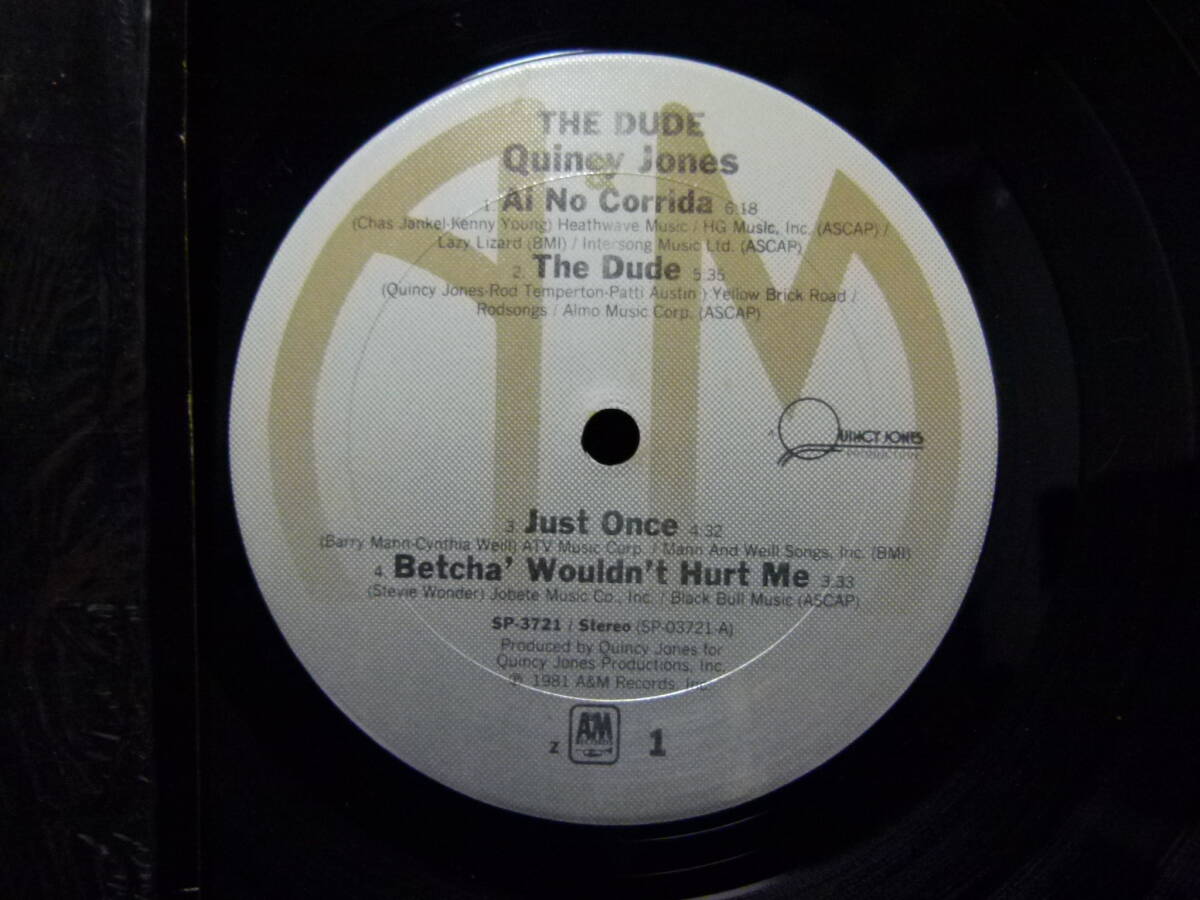 THE DUDE
Quincy Jones
1. Ai No Corrida 6:18
(Chas Jankel-Kenny Young) Heathwave Music / HG Music, Inc. (ASCAP) /
Lazy Lizard (BMI) / Intersong Music Ltd. (ASCAP)
2. The Dude 5:35
(Quincy Jones-Rod Temperton-Patti Austin ) Yellow Brick Road /
Rodsongs / Almo Music Corp. (ASCAP)
QUINCY JONES
3. Just Once 4:32
(Barry Mann-Cynthia Weill) ATV Music Corp. / Mann And Weill Songs, Inc. (BMI)
4. Betcha' Wouldn't Hurt Me 3:33
(Stevie Wonder) Jobete Music Co., Inc. / Black Bull Music (ASCAP)
SP-3721 / Stereo (SP-03721-A)
Produced by Quincy Jones for
Quincy Jones Productions, Inc.
℗ 1981 A&M Records, Inc.
Z A&M RECORDS 1